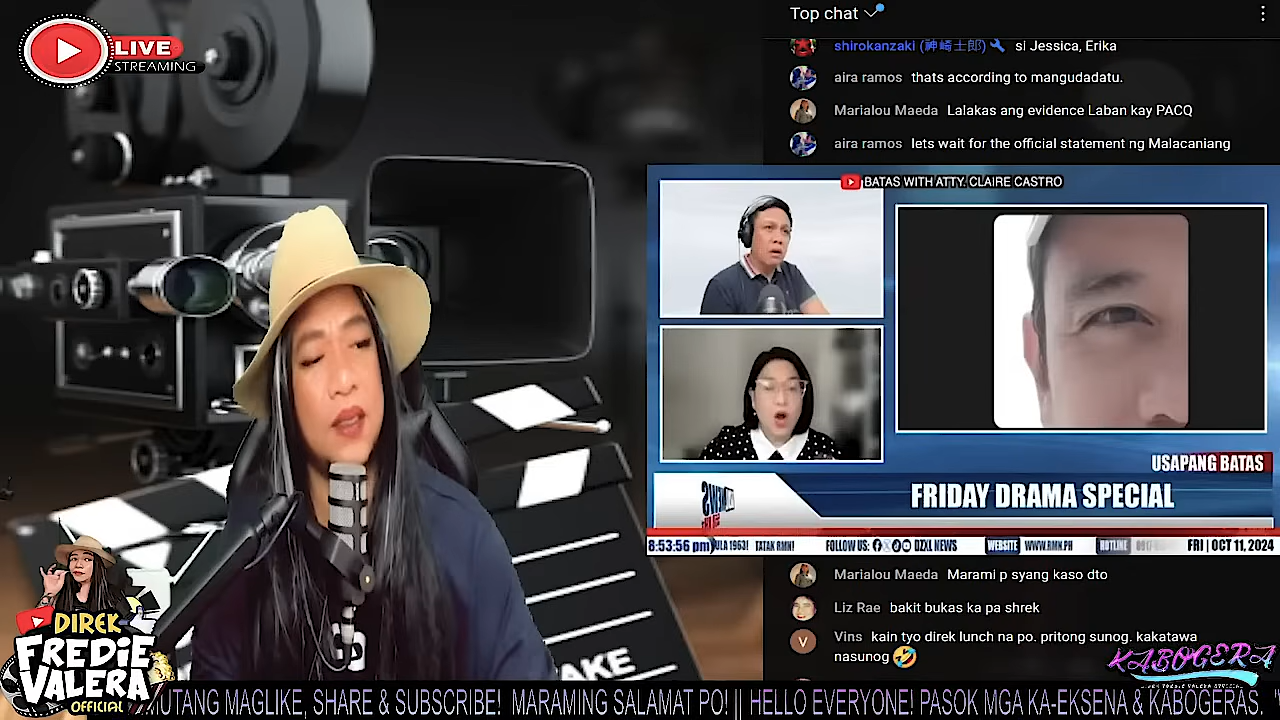 LIVE
STREAMING
Top chat
shirokanzaki (神崎士郎) si Jessica, Erika
aira ramos thats according to mangudadatu.
Marialou Maeda Lalakas ang evidence Laban kay PACQ
aira ramos lets wait for the official statement ng Malacaniang
BATAS WITH ATTY. CLAIRE CASTRO
USAPANG BATAS
FRIDAY DRAMA SPECIAL
8:53:56 pm ULA 1963! TATAK RMN! FOLLOW US: DZXL NEWS WEBSITE WWW.RMN.PH HOTLINE FRI | OCT 11, 2024
Marialou Maeda Marami p syang kaso dto
Liz Rae bakit bukas ka pa shrek
V
Vins kain tyo direk lunch na po. pritong sunog. kakatawa
nasunog
TAKE
KABOGERA
DIREK
FREDIE
VALERA
OFFICIAL
MUTANG MAGLIKE, SHARE & SUBSCRIBE! MARAMING SALAMAT PO! || HELLO EVERYONE! PASOK MGA KA-EKSENA & KABOGERAS.